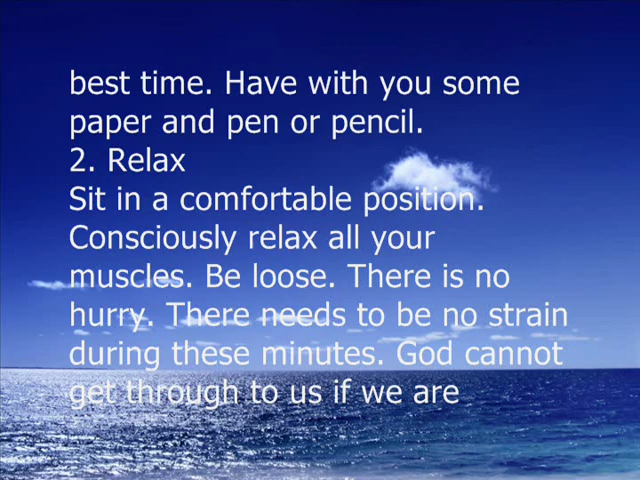 best time. Have with you some
paper and pen or pencil.
2. Relax
Sit in a comfortable position.
Consciously relax all your
muscles. Be loose. There is no
hurry. There needs to be no strain
during these minutes. God cannot
get through to us if we are